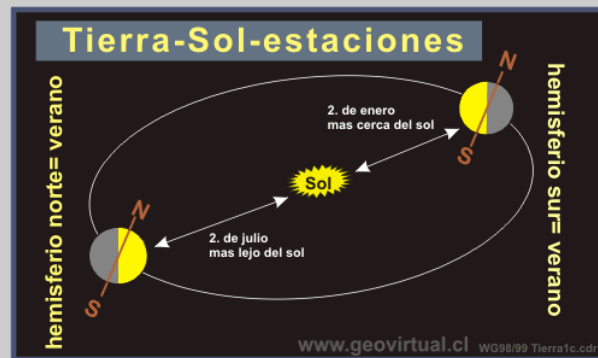 Tierra-Sol-estaciones
hemisferio norte= verano
N
S
2. de enero
mas cerca del sol
Sol
2. de julio
mas lejo del sol
N
S
hemisferio sur= verano
www.geovirtual.cl WG98/99 Tierra1c.cdr